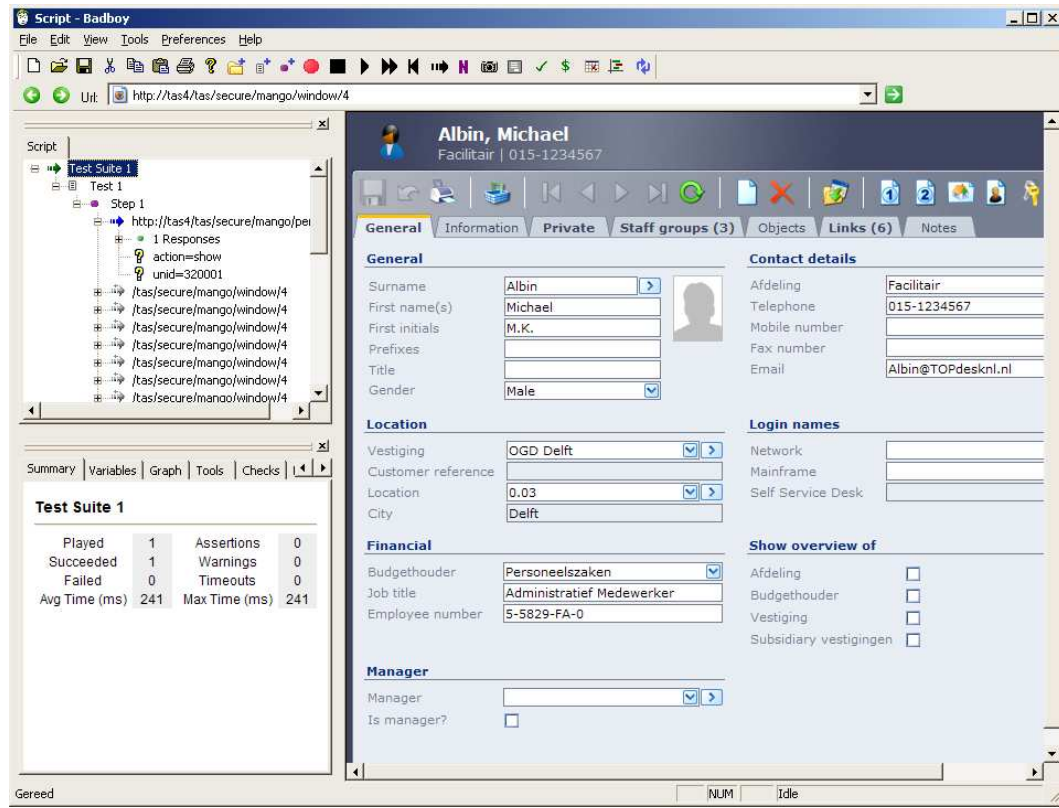 Script - Badboy
File Edit View Tools Preferences Help
Url: http://tas4/tas/secure/mango/window/4
Script
Test Suite 1
Test 1
Step 1
http://tas4/tas/secure/mango/per
1 Responses
action=show
unid=320001
/tas/secure/mango/window/4
/tas/secure/mango/window/4
/tas/secure/mango/window/4
/tas/secure/mango/window/4
/tas/secure/mango/window/4
/tas/secure/mango/window/4
/tas/secure/mango/window/4
Summary Variables Graph Tools Checks
Test Suite 1
Played 1 Assertions 0
Succeeded 1 Warnings 0
Failed 0 Timeouts 0
Avg Time (ms) 241 Max Time (ms) 241
Albin, Michael
Facilitair | 015-1234567
1 2
General Information Private Staff groups (3) Objects Links (6) Notes
General
Surname Albin
First name(s) Michael
First initials M.K.
Prefixes
Title
Gender Male
Contact details
Afdeling Facilitair
Telephone 015-1234567
Mobile number
Fax number
Email Albin@TOPdesknl.nl
Location
Vestiging OGD Delft
Customer reference
Location 0.03
City Delft
Login names
Network
Mainframe
Self Service Desk
Financial
Budgethouder Personeelszaken
Job title Administratief Medewerker
Employee number 5-5829-FA-0
Show overview of
Afdeling
Budgethouder
Vestiging
Subsidiary vestigingen
Manager
Manager
Is manager?
Gereed NUM Idle